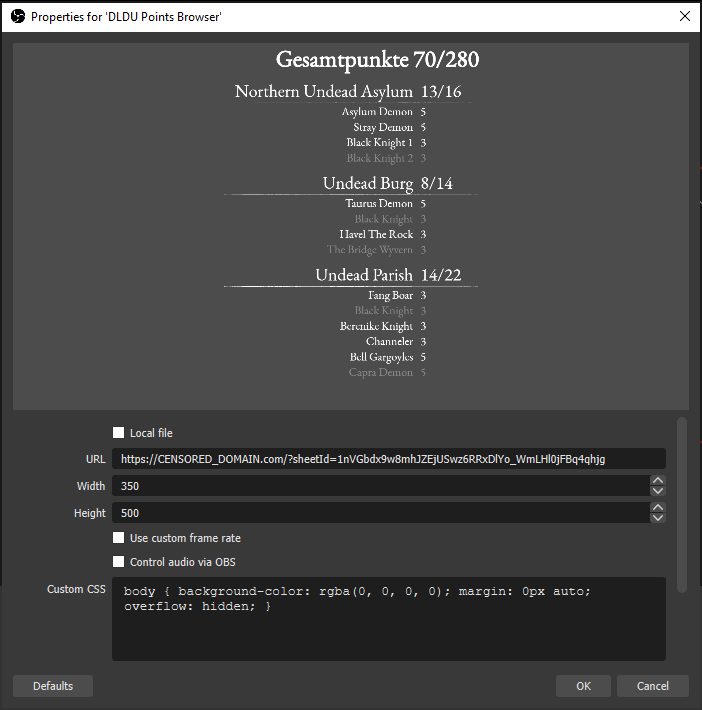 Properties for 'DLDU Points Browser'
Gesamtpunkte 70/280
Northern Undead Asylum 13/16
Asylum Demon 5
Stray Demon 5
Black Knight 1 3
Black Knight 2 3
Undead Burg 8/14
Taurus Demon 5
Black Knight 3
Havel The Rock 3
The Bridge Wyvern 3
Undead Parish 14/22
Fang Boar 3
Black Knight 3
Berenike Knight 3
Channeler 3
Bell Gargoyles 5
Capra Demon 5
Local file
URL https://CENSORED_DOMAIN.com/?sheetId=1nVGbdx9w8mhJZEjUSwz6RRxDlYo_WmLHl0jFBq4qhjg
Width 350
Height 500
Use custom frame rate
Control audio via OBS
Custom CSS body { background-color: rgba(0, 0, 0, 0); margin: 0px auto;
overflow: hidden; }
Defaults OK Cancel